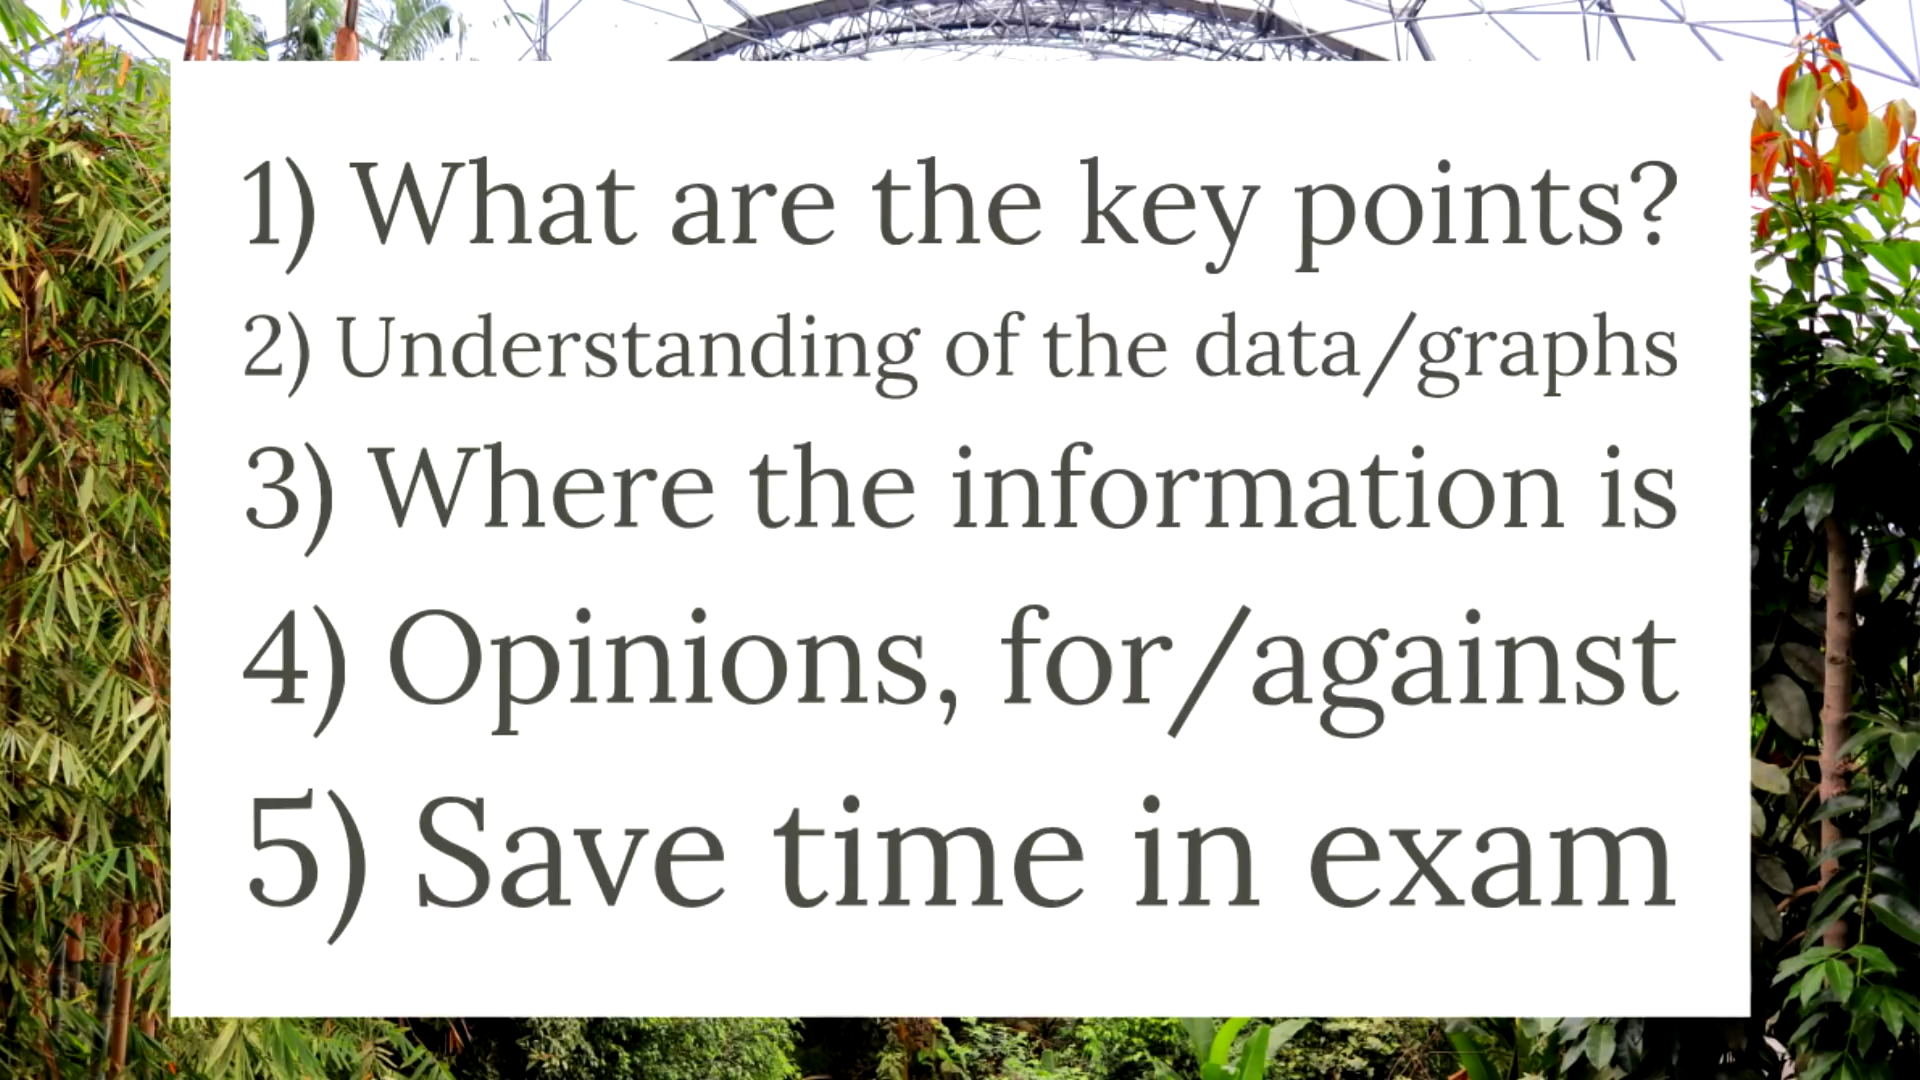 1) What are the key points?
2) Understanding of the data/graphs
3) Where the information is
4) Opinions, for/against
5) Save time in exam